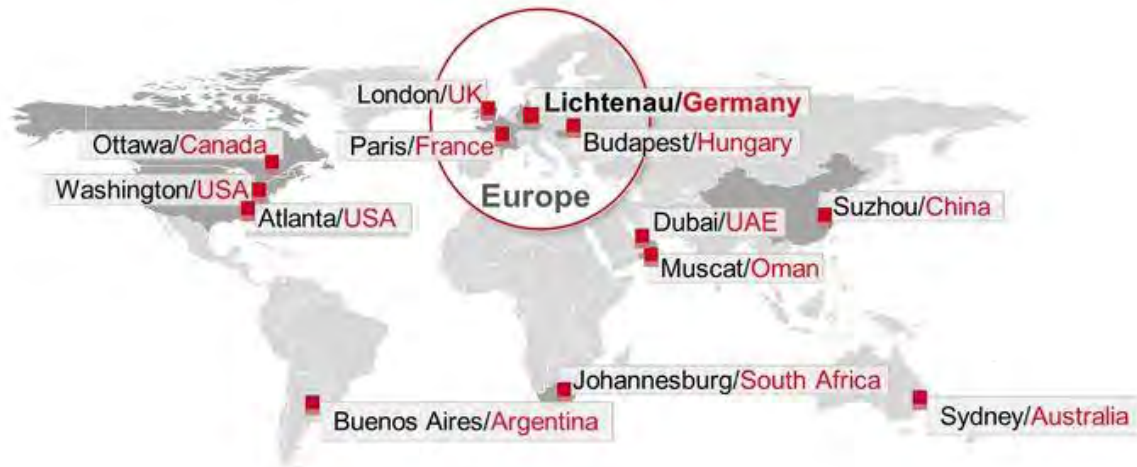 London/UK
Lichtenau/Germany
Ottawa/Canada
Paris/France
Budapest/Hungary
Washington/USA
Europe
Atlanta/USA
Dubai/UAE
Suzhou/China
Muscat/Oman
Johannesburg/South Africa
Buenos Aires/Argentina
Sydney/Australia